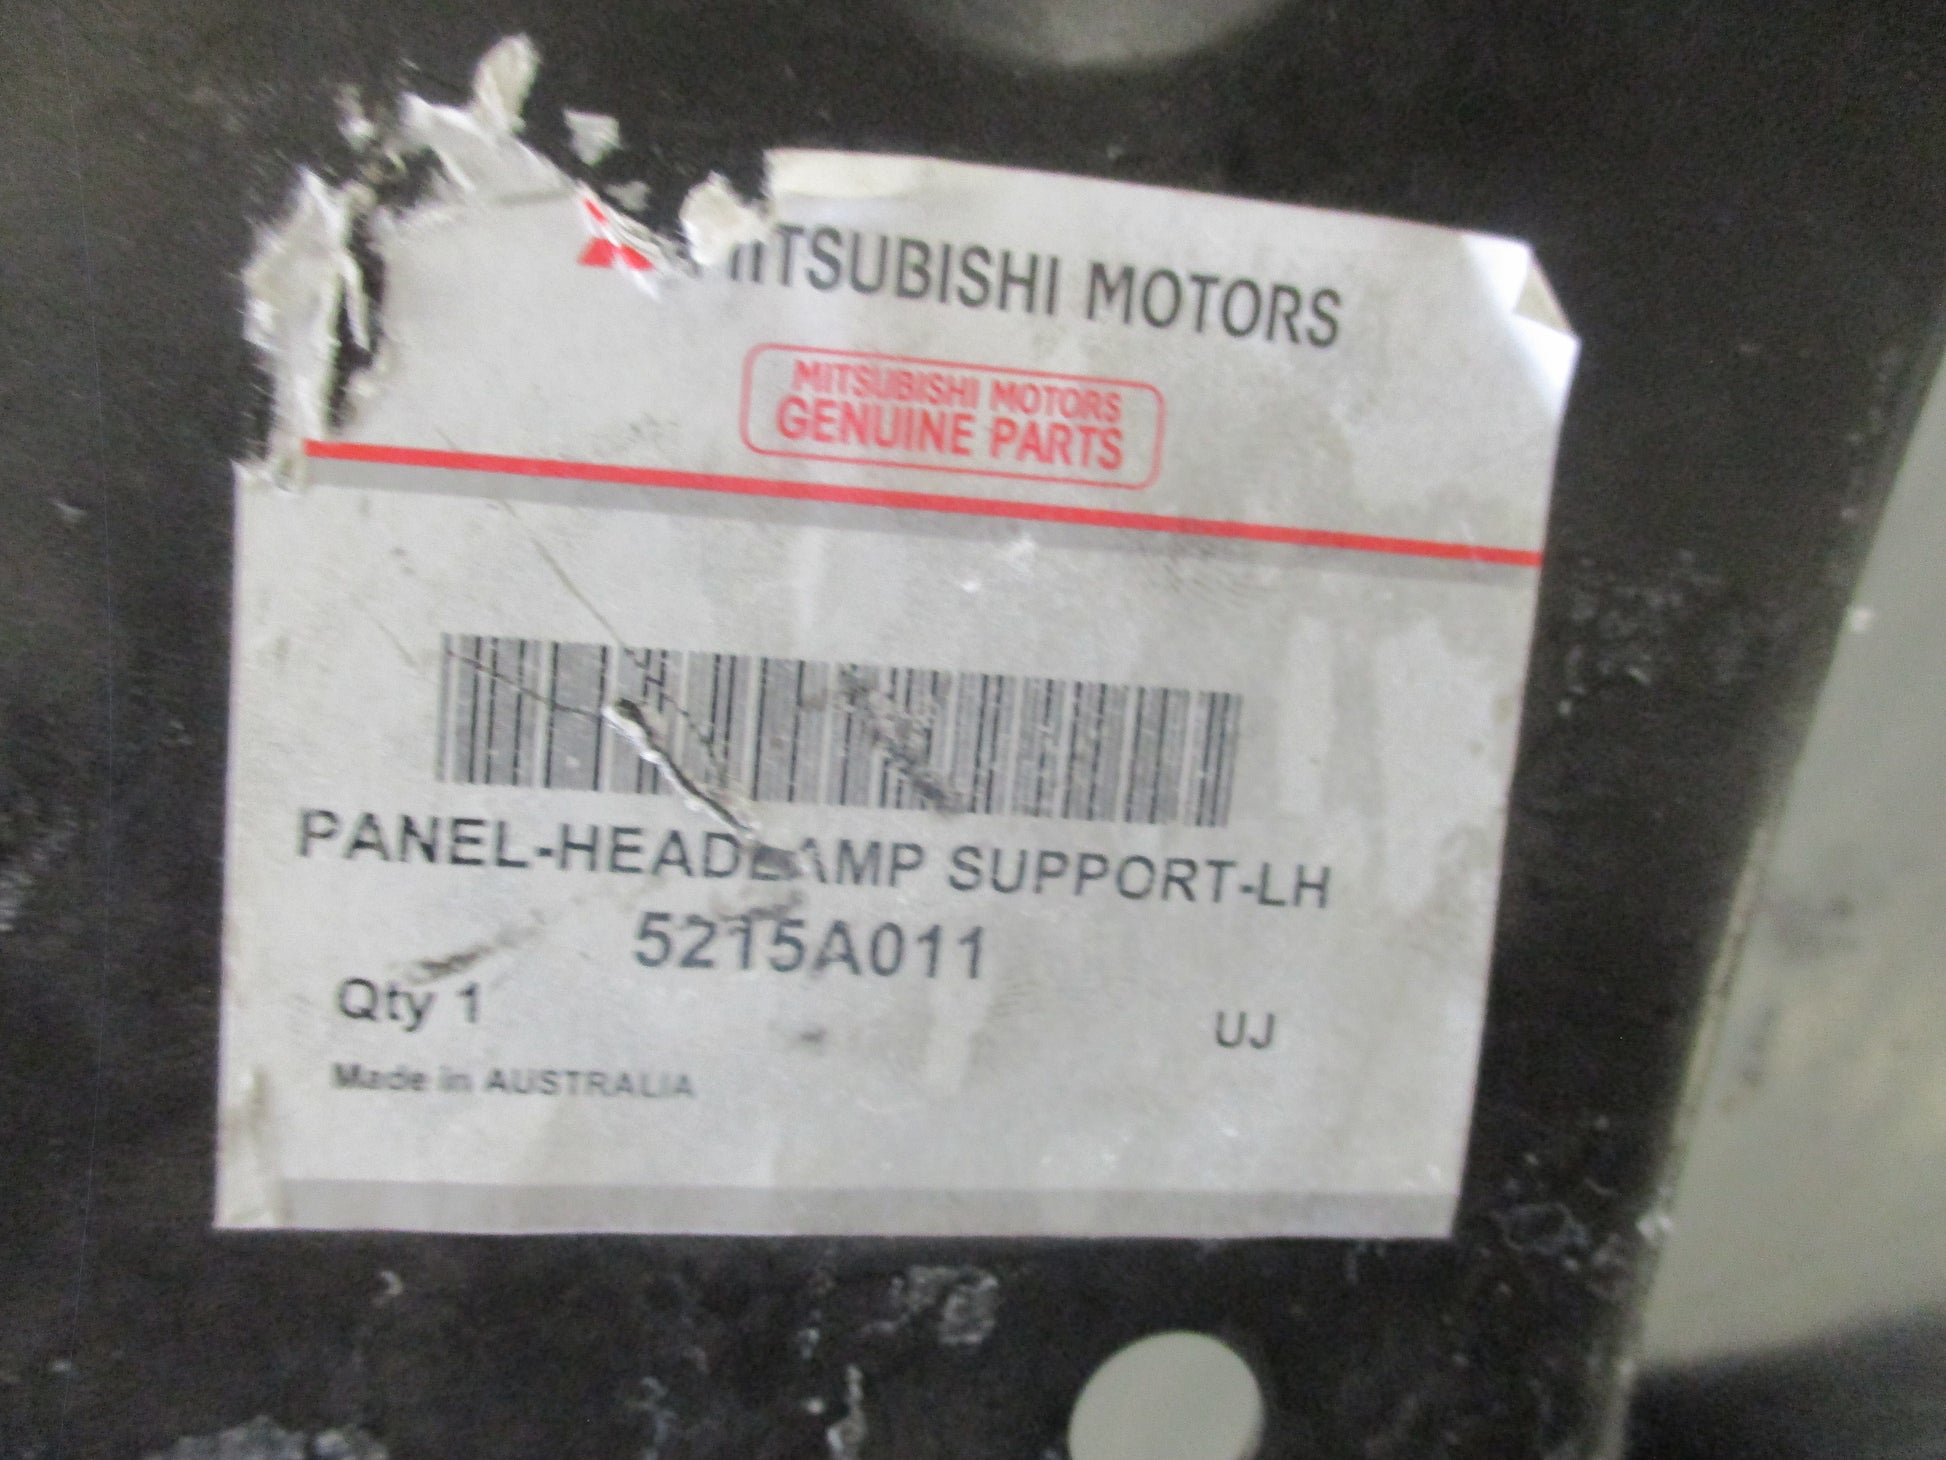 MITSUBISHI MOTORS
MITSUBISHI MOTORS
GENUINE PARTS
PANEL-HEADLAMP SUPPORT-LH
5215A011
Qty 1
UJ
Made in AUSTRALIA